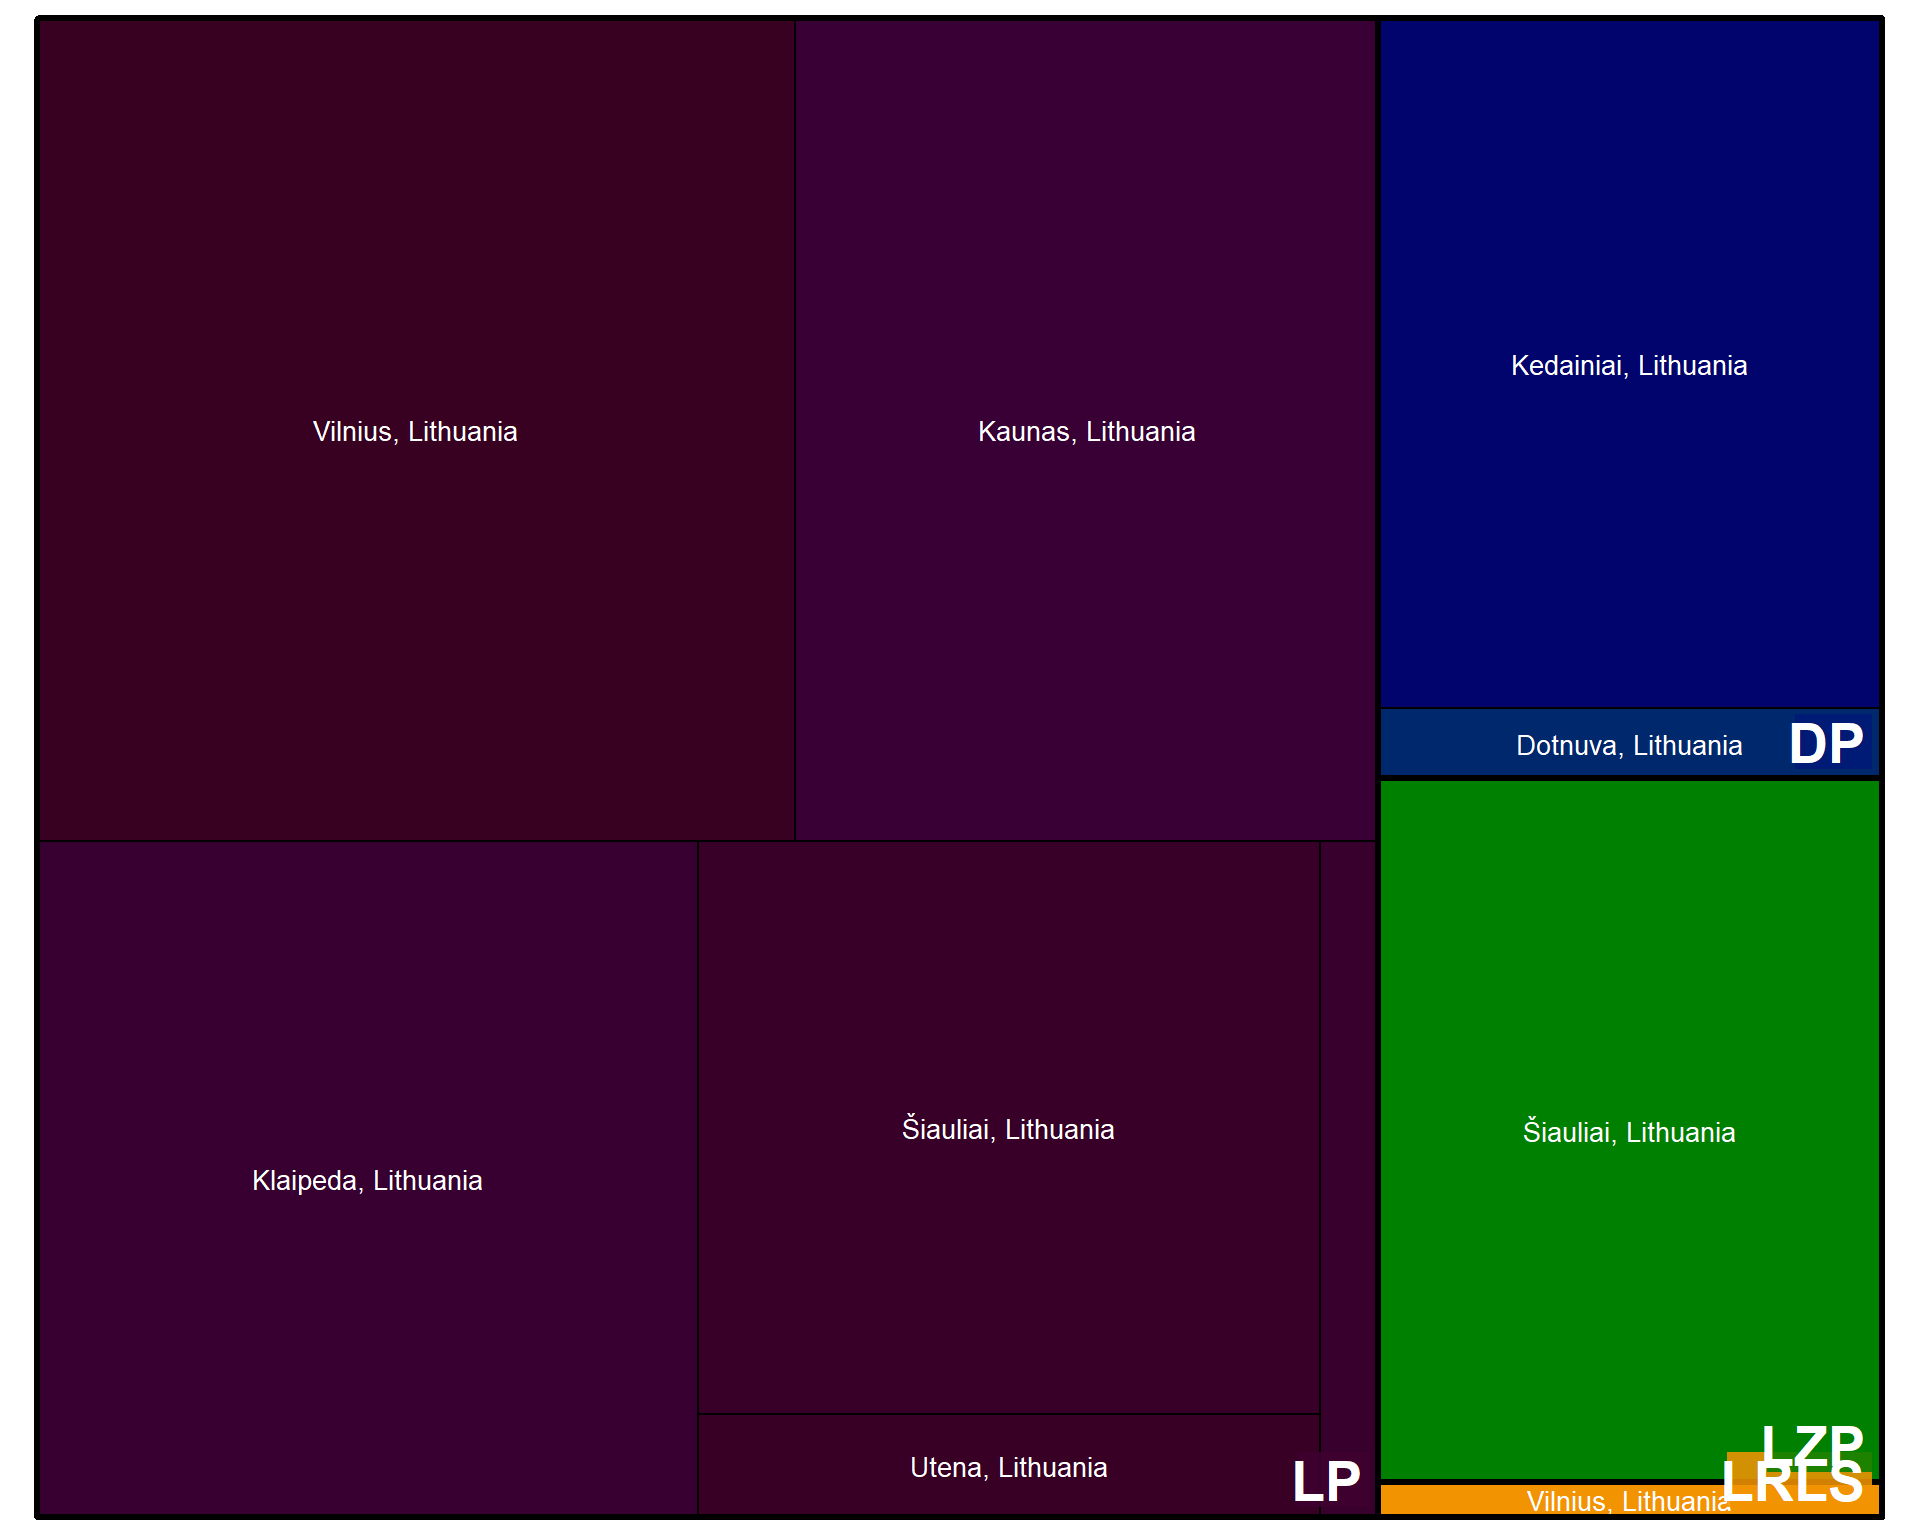 Vilnius, Lithuania
Kaunas, Lithuania
Kedainiai, Lithuania
Dotnuva, Lithuania
DP
Klaipeda, Lithuania
Šiauliai, Lithuania
Utena, Lithuania
LP
Šiauliai, Lithuania
LZP
LRLS
Vilnius, Lithuania